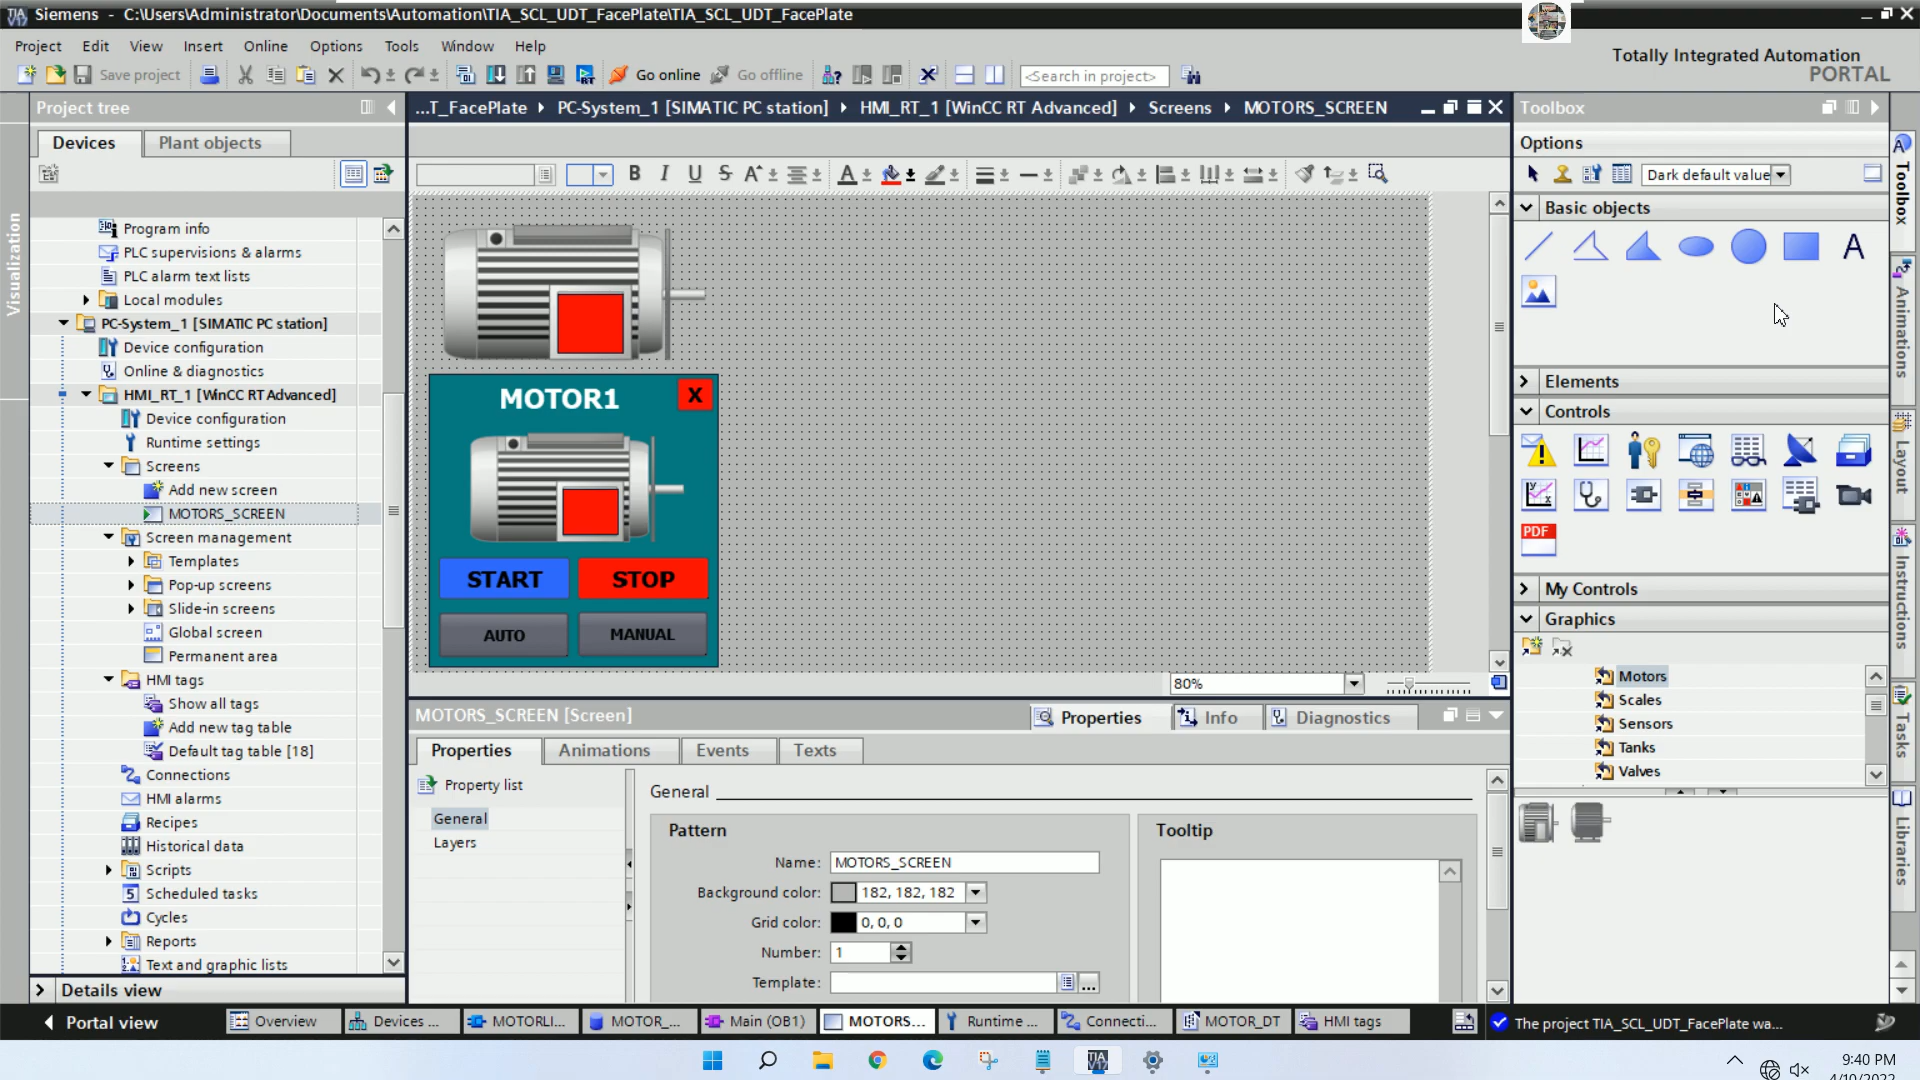 Siemens - C:\Users\Administrator\Documents\Automation\TIA_SCL_UDT_FacePlate\TIA_SCL_UDT_FacePlate
Project Edit View Insert Online Options Tools Window Help
Totally Integrated Automation
PORTAL
Save project Go online Go offline <Search in project>
Project tree
...T_FacePlate PC-System_1 [SIMATIC PC station] HMI_RT_1 [WinCC RT Advanced] Screens MOTORS_SCREEN
Toolbox
Devices Plant objects
Options
B I U S A A
Dark default value
Basic objects
A
Visualization
Program info
PLC supervisions & alarms
PLC alarm text lists
Local modules
PC-System_1 [SIMATIC PC station]
Device configuration
Online & diagnostics
HMI_RT_1 [WinCC RT Advanced]
Device configuration
Runtime settings
Screens
Add new screen
MOTORS_SCREEN
Screen management
Templates
Pop-up screens
Slide-in screens
Global screen
Permanent area
HMI tags
Show all tags
Add new tag table
Default tag table [18]
Connections
HMI alarms
Recipes
Historical data
Scripts
Scheduled tasks
Cycles
Reports
Text and graphic lists
Details view
MOTOR1 X
START STOP
AUTO MANUAL
80%
MOTORS_SCREEN [Screen]
Properties Info Diagnostics
Properties Animations Events Texts
Property list
General
Layers
General
Pattern
Name: MOTORS_SCREEN
Background color: 182, 182, 182
Grid color: 0, 0, 0
Number: 1
Template:
Tooltip
Elements
Controls
PDF
My Controls
Graphics
Motors
Scales
Sensors
Tanks
Valves
Toolbox
Animations
Layout
Instructions
Tasks
Libraries
Portal view Overview Devices ... MOTORLI... MOTOR_... Main (OB1) MOTORS... Runtime ... Connecti... MOTOR_DT HMI tags The project TIA_SCL_UDT_FacePlate wa...
TIA V17
9:40 PM
4/10/2022